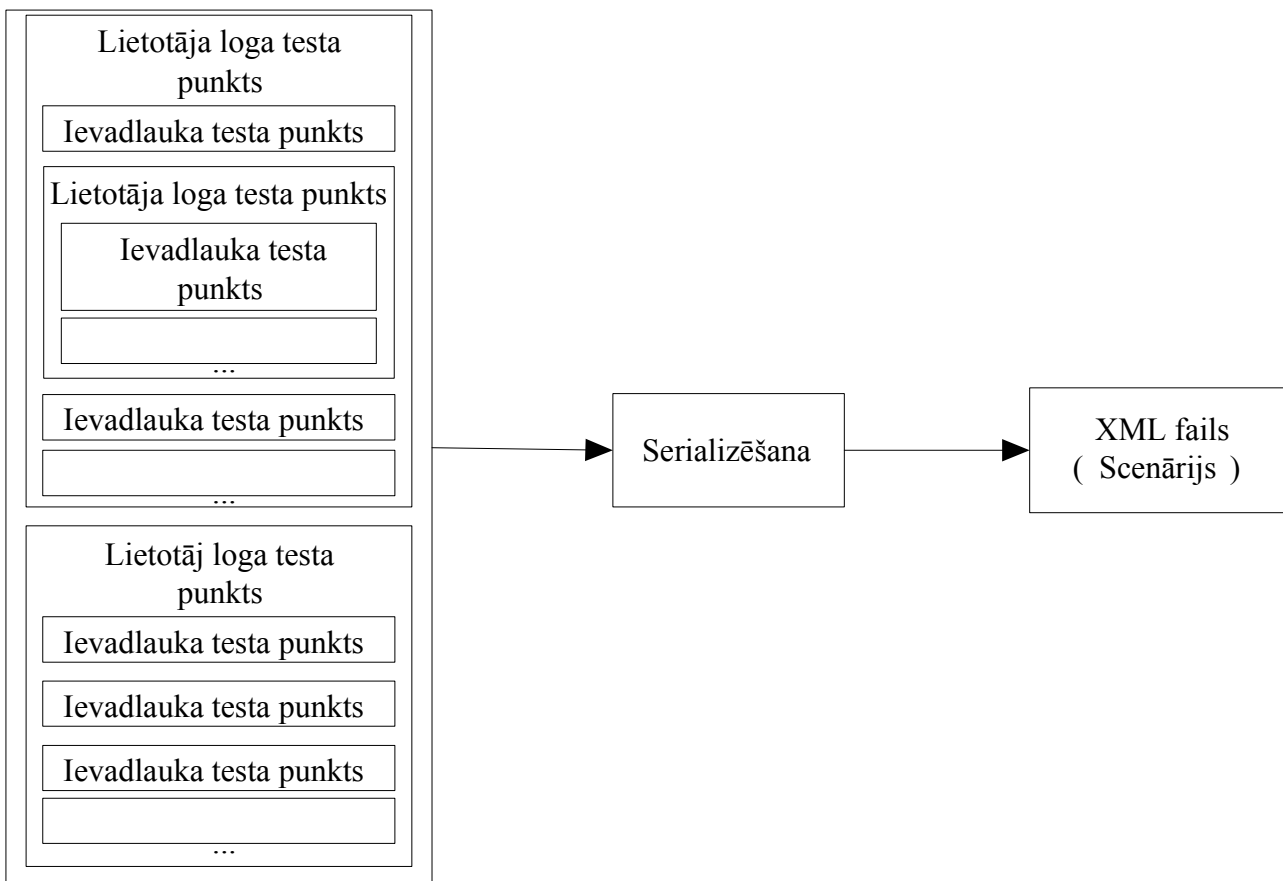 Lietotāja loga testa
punkts
Ievadlauka testa punkts
Lietotāja loga testa punkts
Ievadlauka testa
punkts
...
Ievadlauka testa punkts
...
Lietotāj loga testa
punkts
Ievadlauka testa punkts
Ievadlauka testa punkts
Ievadlauka testa punkts
...
Serializēšana
XML fails
( Scenārijs )